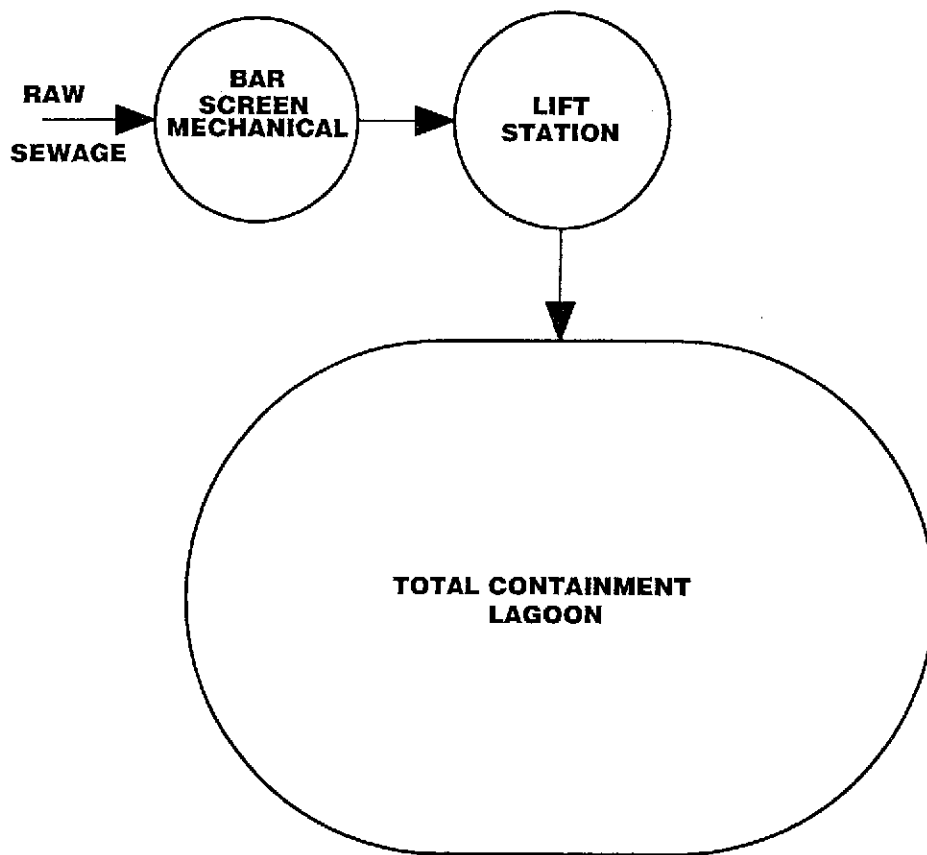 RAW
SEWAGE
BAR
SCREEN
MECHANICAL
LIFT
STATION
TOTAL CONTAINMENT
LAGOON